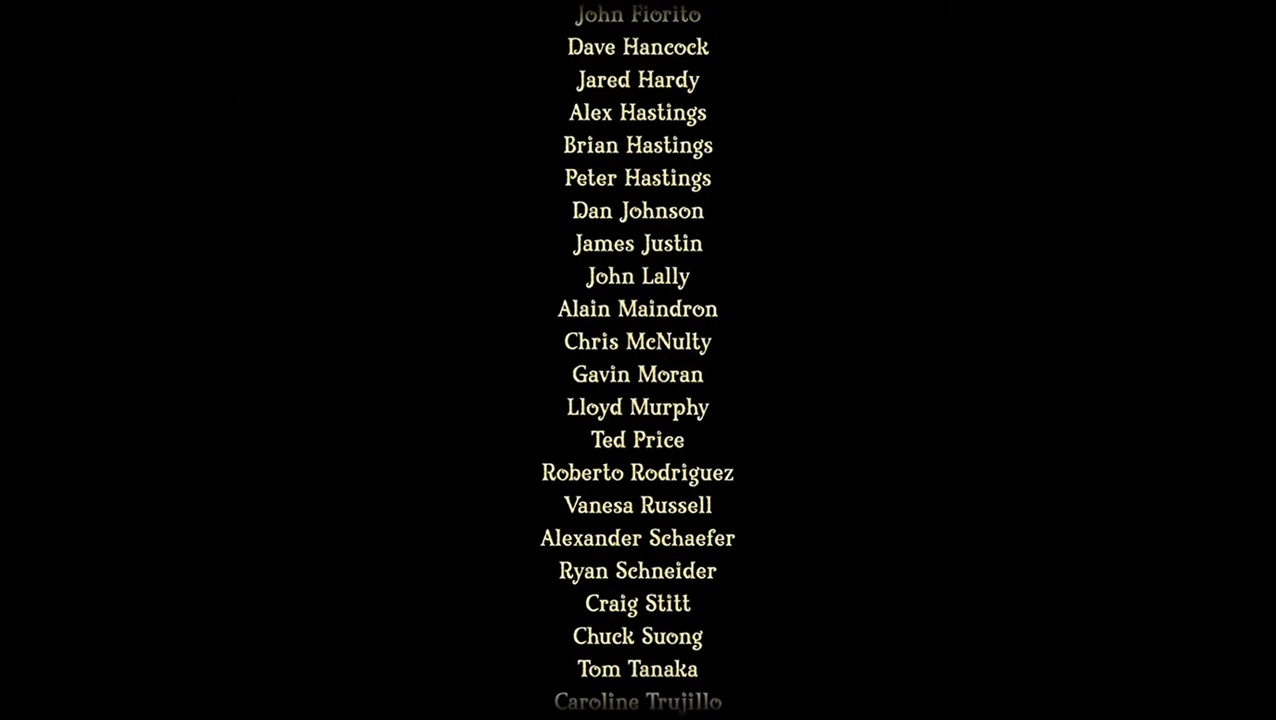 John Fiorito
Dave Hancock
Jared Hardy
Alex Hastings
Brian Hastings
Peter Hastings
Dan Johnson
James Justin
John Lally
Alain Maindron
Chris McNulty
Gavin Moran
Lloyd Murphy
Ted Price
Roberto Rodriguez
Vanesa Russell
Alexander Schaefer
Ryan Schneider
Craig Stitt
Chuck Suong
Tom Tanaka
Caroline Trujillo